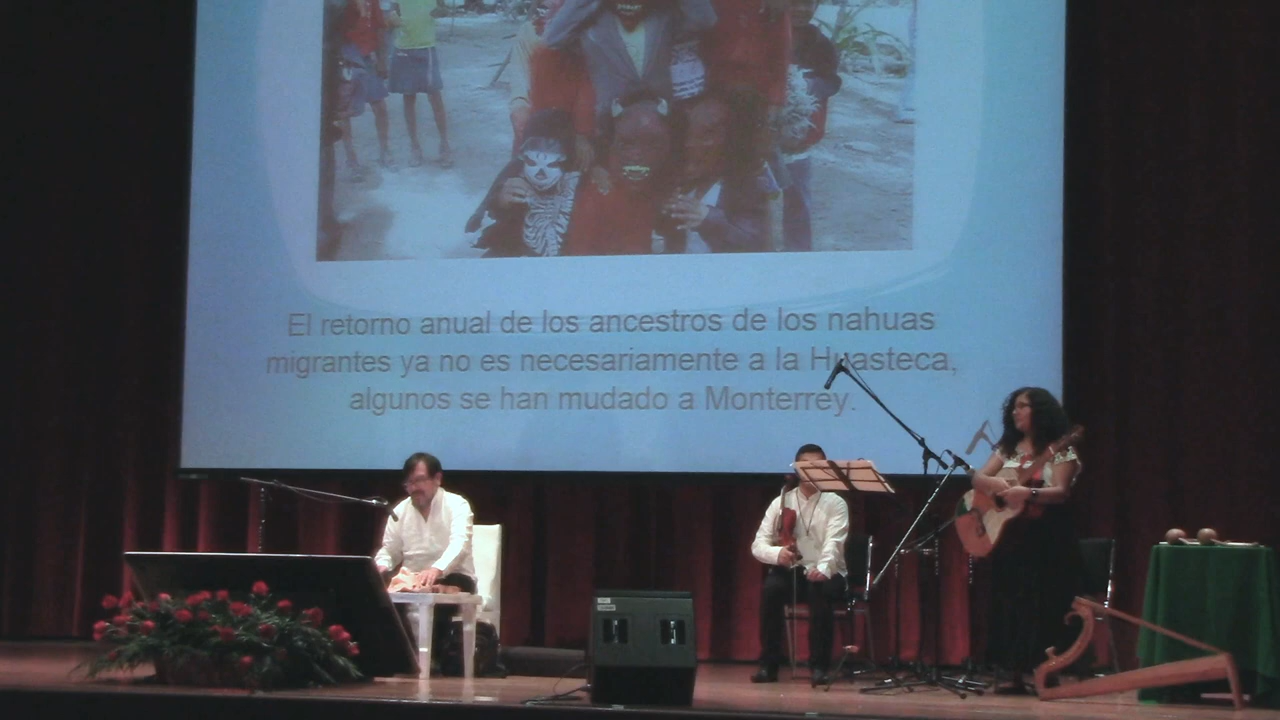 El retorno anual de los ancestros de los nahuas
migrantes ya no es necesariamente a la Huasteca,
algunos se han mudado a Monterrey.